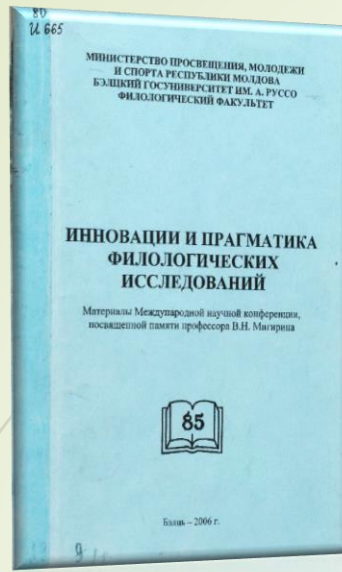 80
И 665
МИНИСТЕРСТВО ПРОСВЕЩЕНИЯ, МОЛОДЕЖИ
И СПОРТА РЕСПУБЛИКИ МОЛДОВА
БЭЛЦКИЙ ГОСУНИВЕРСИТЕТ ИМ. А. РУССО
ФИЛОЛОГИЧЕСКИЙ ФАКУЛЬТЕТ
ИННОВАЦИИ И ПРАГМАТИКА
ФИЛОЛОГИЧЕСКИХ
ИССЛЕДОВАНИЙ
Материалы Международной научной конференции,
посвященной памяти профессора В.Н. Мигирина
85
Бэлць – 2006 г.